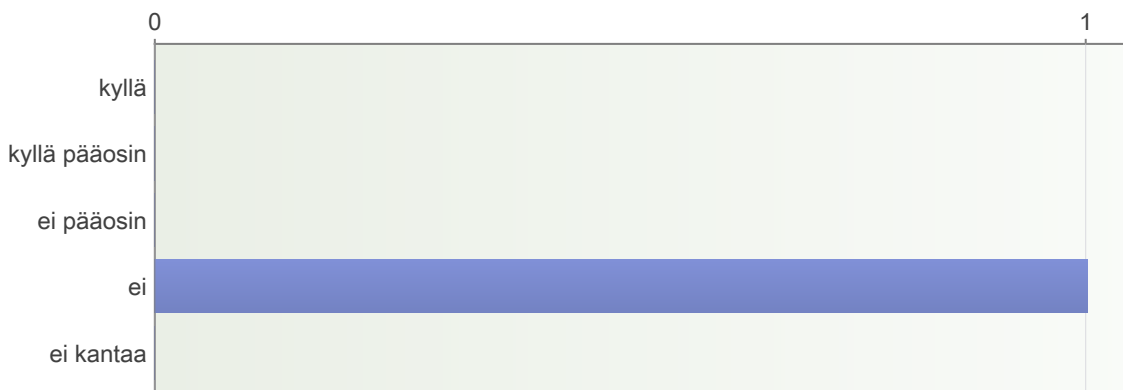 0 1
kyllä
kyllä pääosin
ei pääosin
ei
ei kantaa